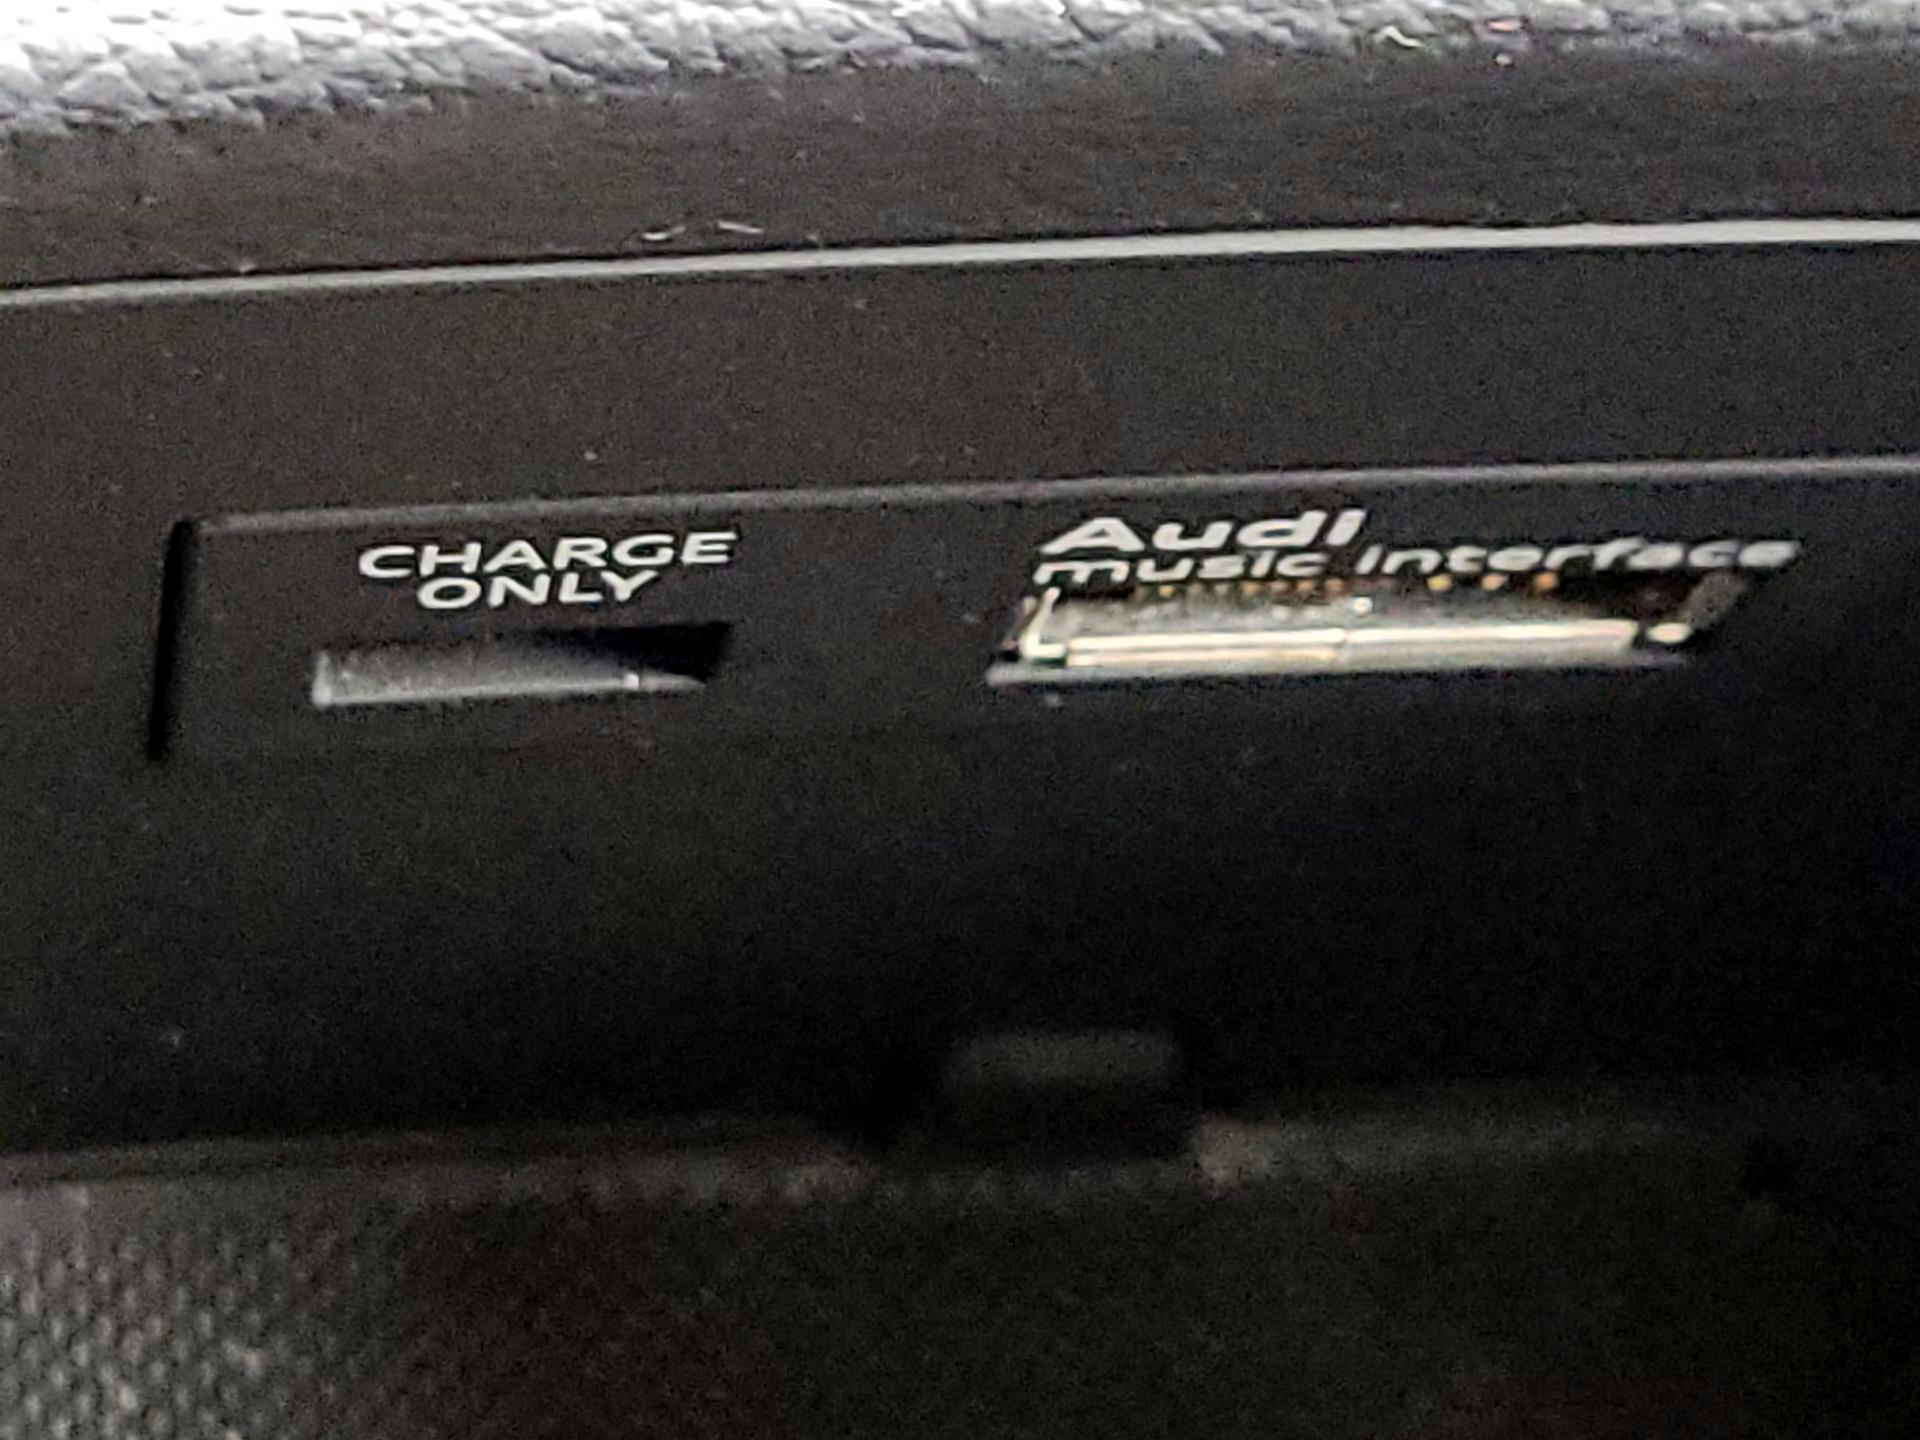 CHARGE
ONLY
Audi
music interface